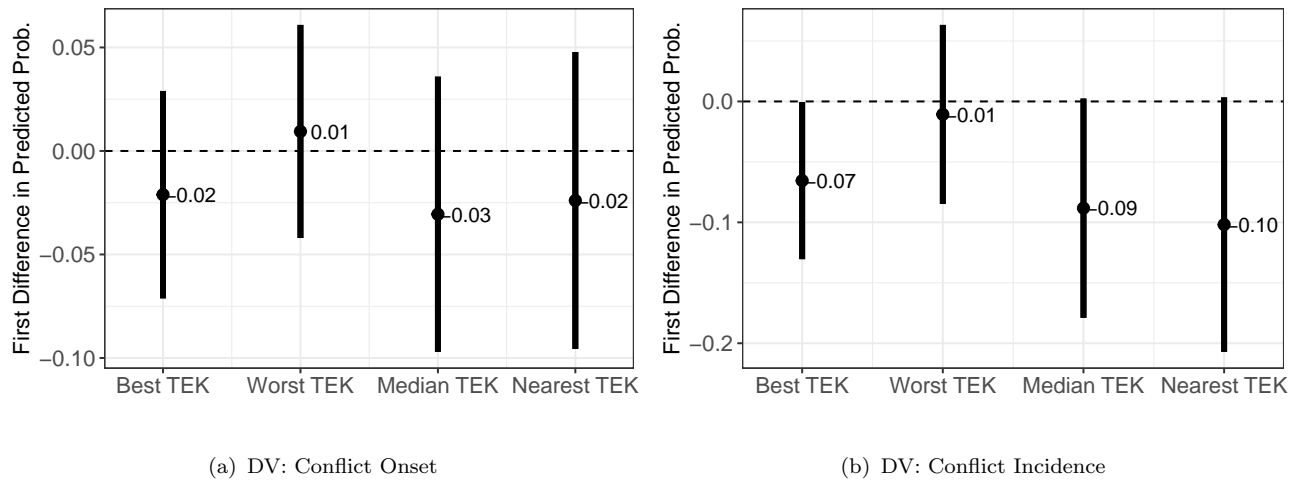 First Difference in Predicted Prob.
0.05
0.00
−0.05
−0.10
−0.02
0.01
−0.03
−0.02
Best TEK Worst TEK Median TEK Nearest TEK
(a) DV: Conflict Onset
First Difference in Predicted Prob.
0.0
−0.1
−0.2
−0.07
−0.01
−0.09
−0.10
Best TEK Worst TEK Median TEK Nearest TEK
(b) DV: Conflict Incidence